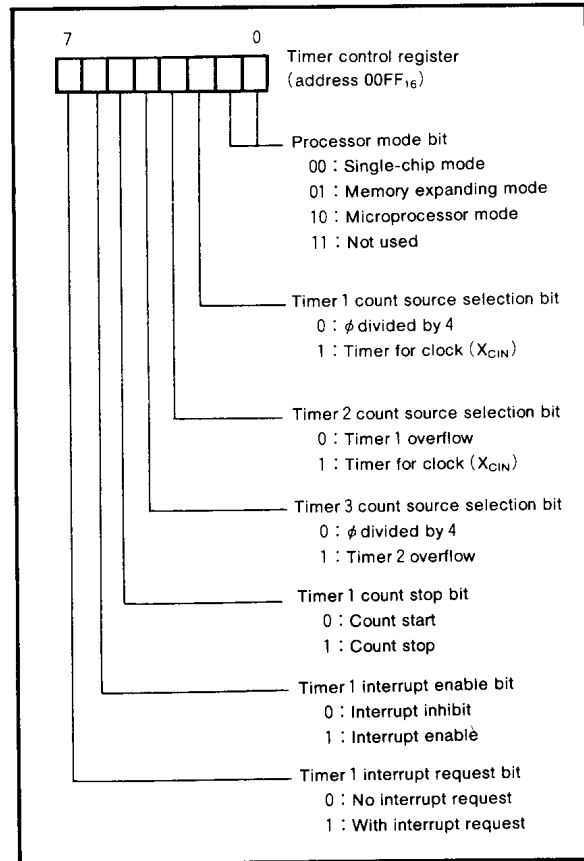 7 0
Timer control register
(address 00FF₁₆)
Processor mode bit
00 : Single-chip mode
01 : Memory expanding mode
10 : Microprocessor mode
11 : Not used
Timer 1 count source selection bit
0 : ϕ divided by 4
1 : Timer for clock (X_CIN)
Timer 2 count source selection bit
0 : Timer 1 overflow
1 : Timer for clock (X_CIN)
Timer 3 count source selection bit
0 : ϕ divided by 4
1 : Timer 2 overflow
Timer 1 count stop bit
0 : Count start
1 : Count stop
Timer 1 interrupt enable bit
0 : Interrupt inhibit
1 : Interrupt enable
Timer 1 interrupt request bit
0 : No interrupt request
1 : With interrupt request